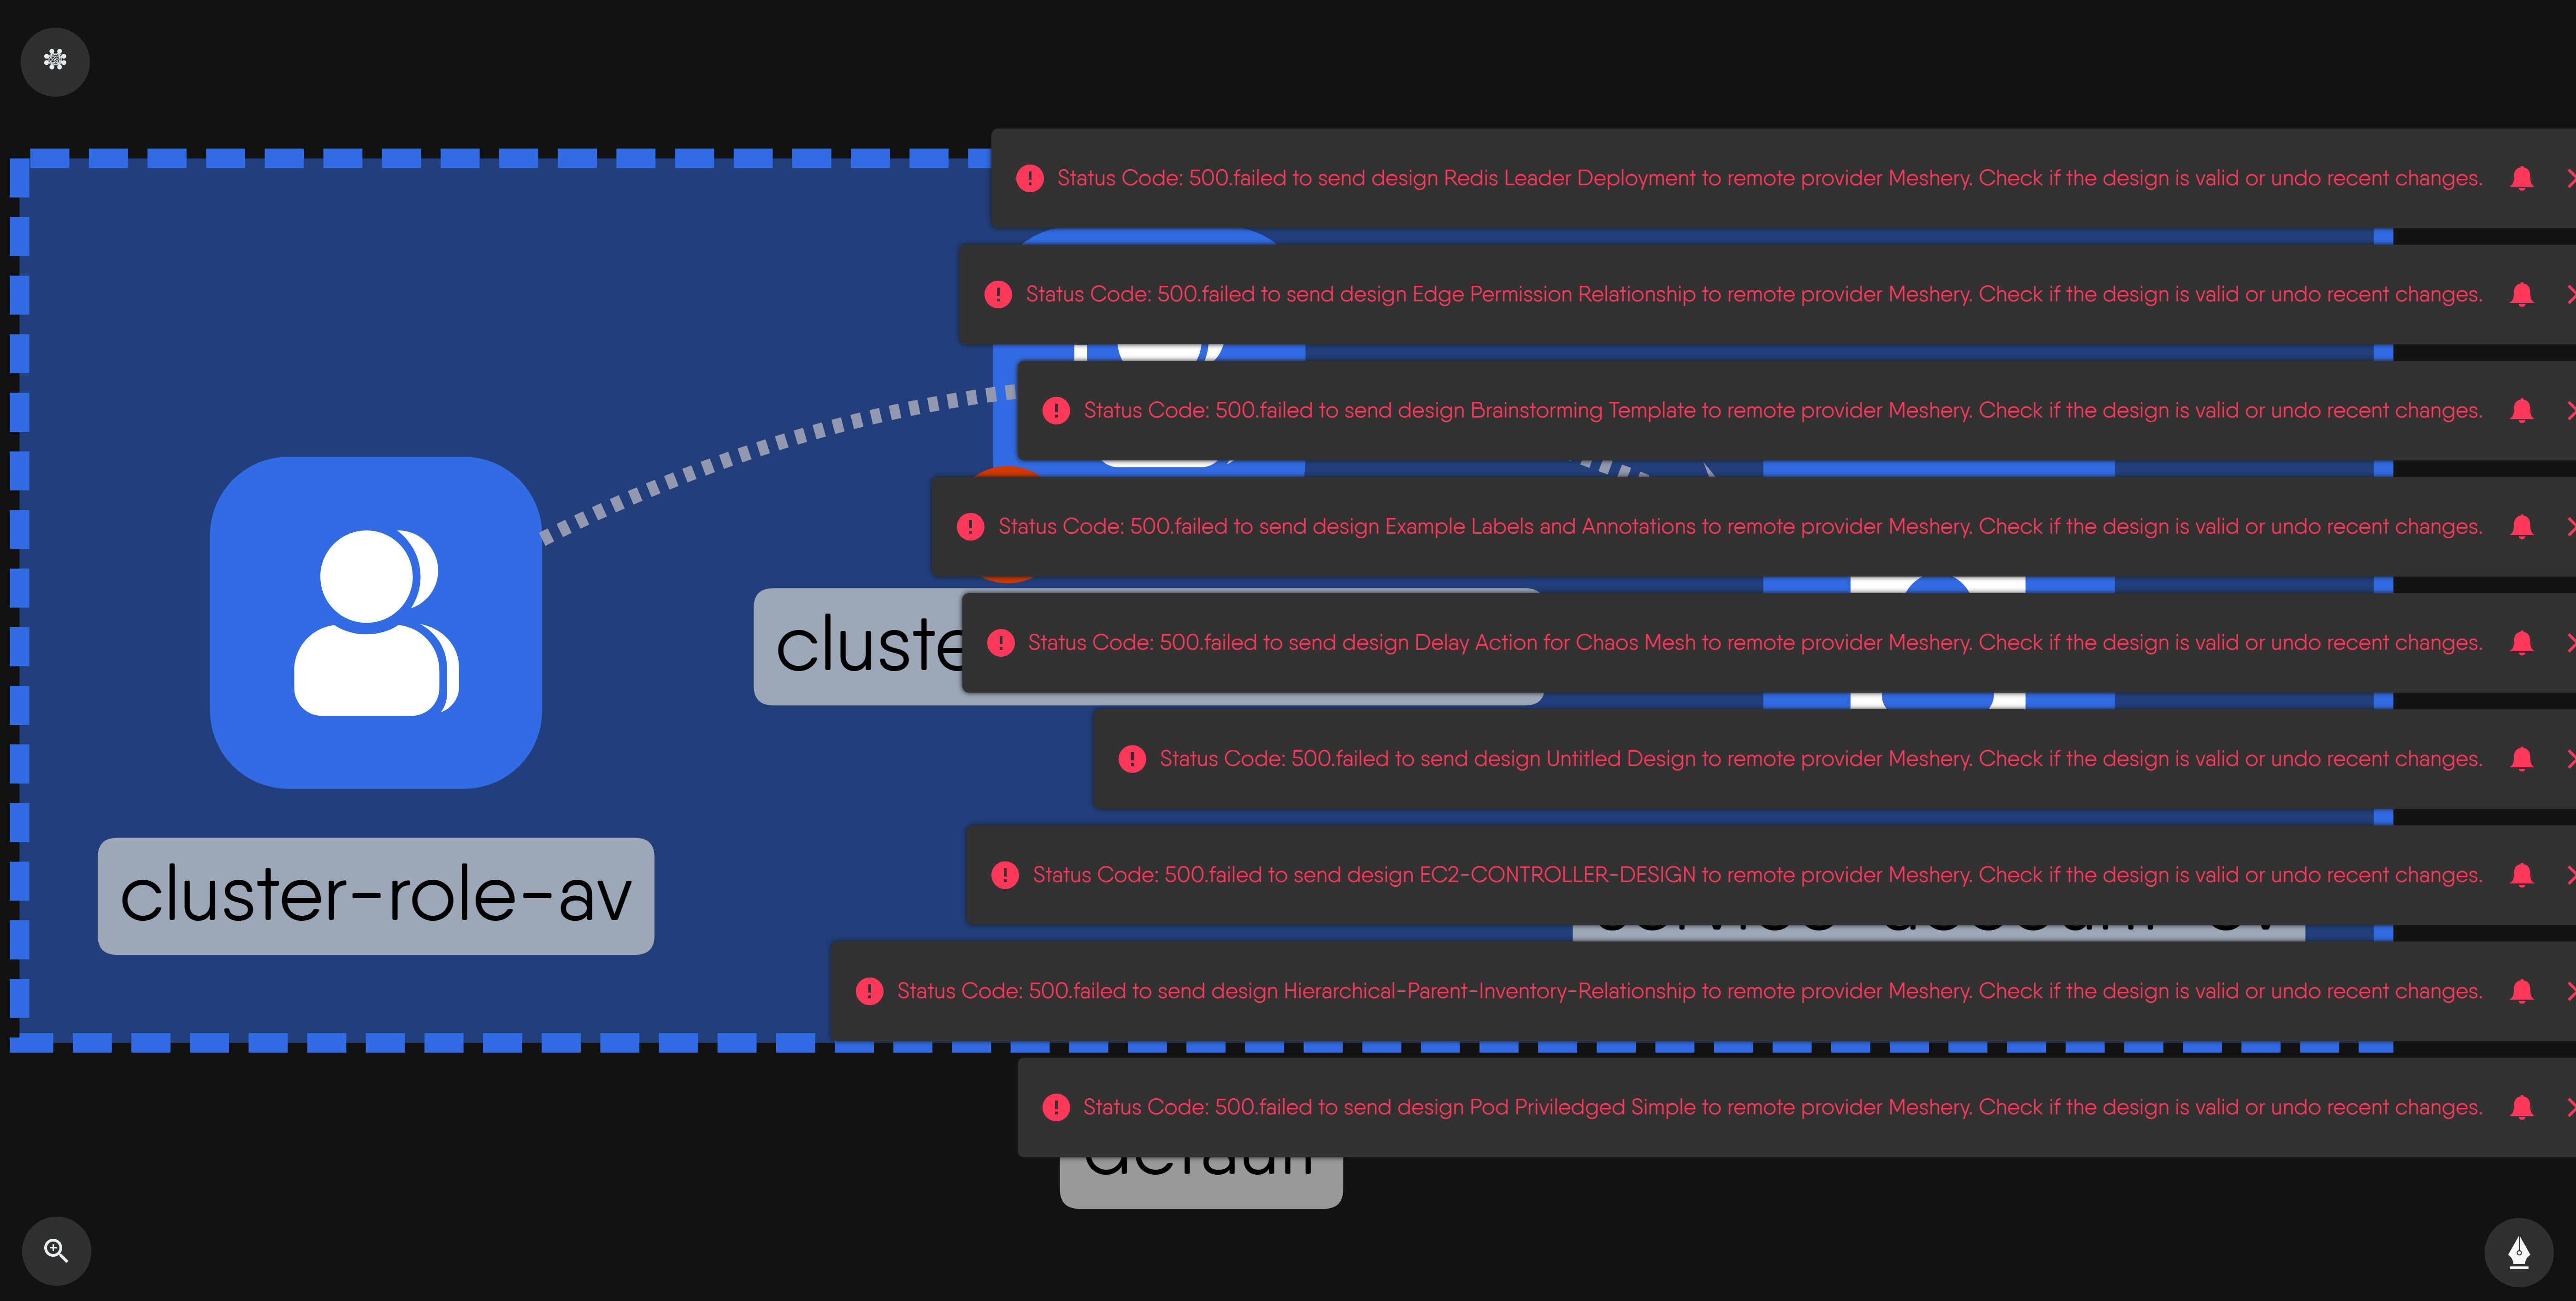 Status Code: 500.failed to send design Redis Leader Deployment to remote provider Meshery. Check if the design is valid or undo recent changes.
Status Code: 500.failed to send design Edge Permission Relationship to remote provider Meshery. Check if the design is valid or undo recent changes.
Status Code: 500.failed to send design Brainstorming Template to remote provider Meshery. Check if the design is valid or undo recent changes.
Status Code: 500.failed to send design Example Labels and Annotations to remote provider Meshery. Check if the design is valid or undo recent changes.
Status Code: 500.failed to send design Delay Action for Chaos Mesh to remote provider Meshery. Check if the design is valid or undo recent changes.
Status Code: 500.failed to send design Untitled Design to remote provider Meshery. Check if the design is valid or undo recent changes.
Status Code: 500.failed to send design EC2-CONTROLLER-DESIGN to remote provider Meshery. Check if the design is valid or undo recent changes.
cluster-role-av
Status Code: 500.failed to send design Hierarchical-Parent-Inventory-Relationship to remote provider Meshery. Check if the design is valid or undo recent changes.
Status Code: 500.failed to send design Pod Priviledged Simple to remote provider Meshery. Check if the design is valid or undo recent changes.